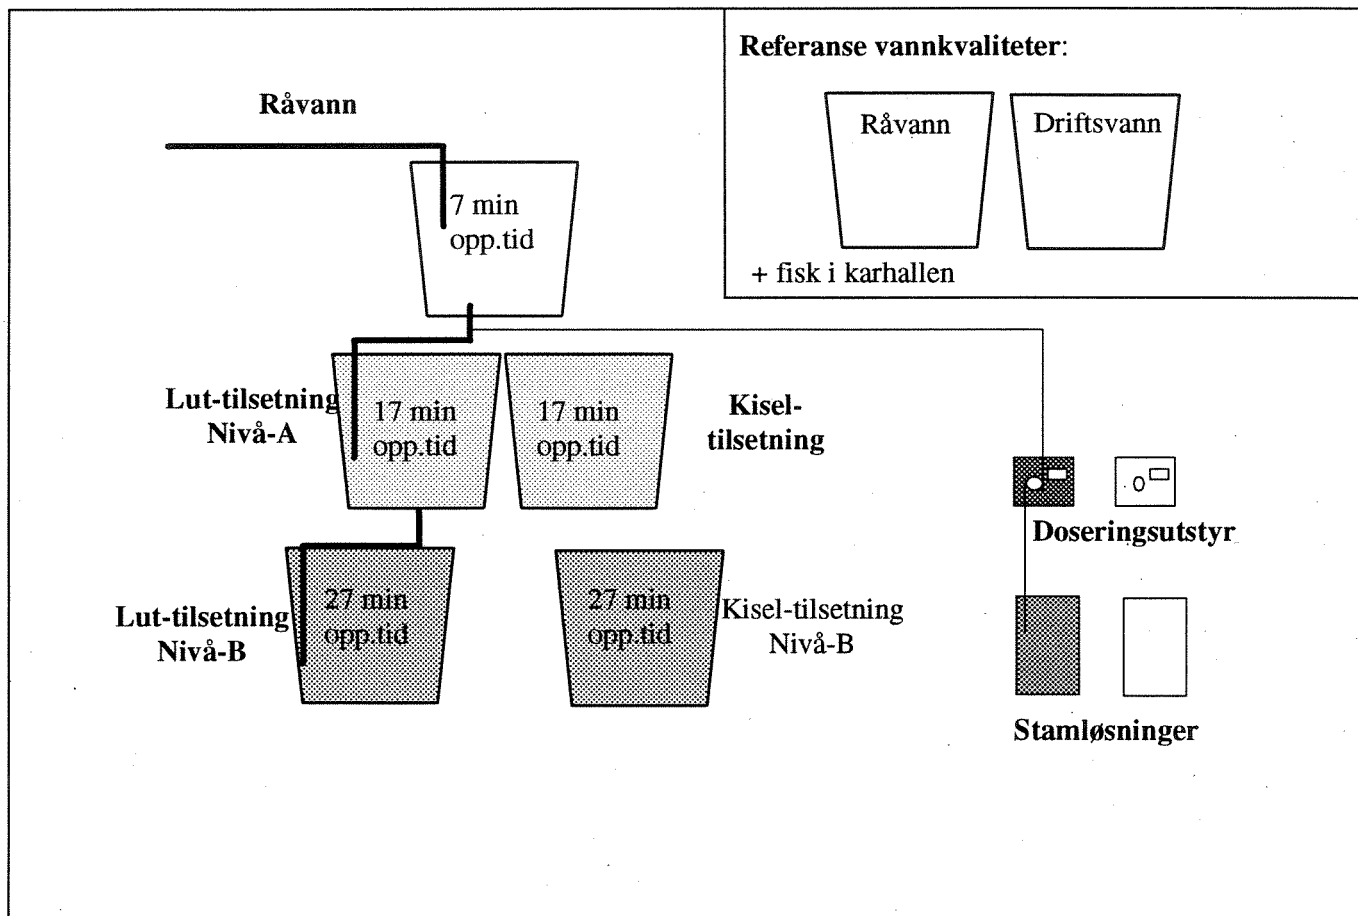 Referanse vannkvaliteter:
Råvann
Driftsvann
+ fisk i karhallen
Råvann
7 min
opp.tid
Lut-tilsetning
Nivå-A
17 min
opp.tid
17 min
opp.tid
Kisel-
tilsetning
Lut-tilsetning
Nivå-B
27 min
opp.tid
27 min
opp.tid
Kisel-tilsetning
Nivå-B
Doseringsutstyr
Stamløsninger